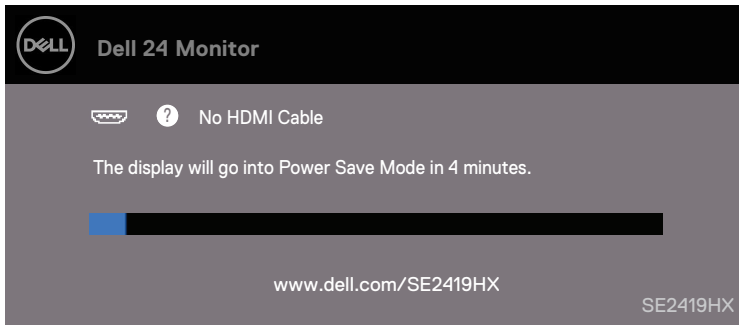 DELL
Dell 24 Monitor
? No HDMI Cable
The display will go into Power Save Mode in 4 minutes.
www.dell.com/SE2419HX
SE2419HX